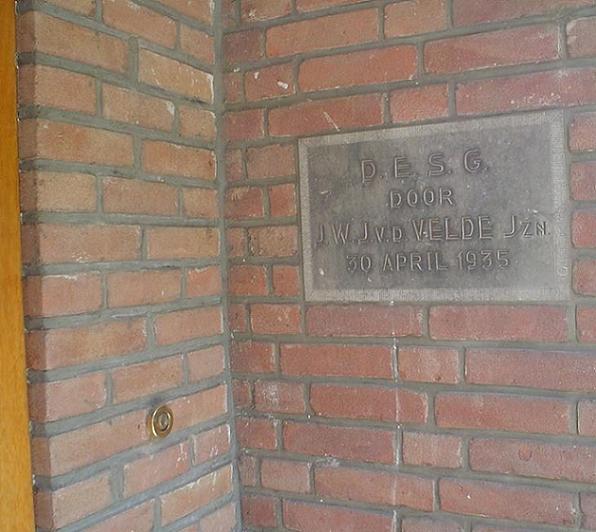 D. E. S. G.
DOOR
J. W. J. V. D. VELDE JZN.
30 APRIL 1935